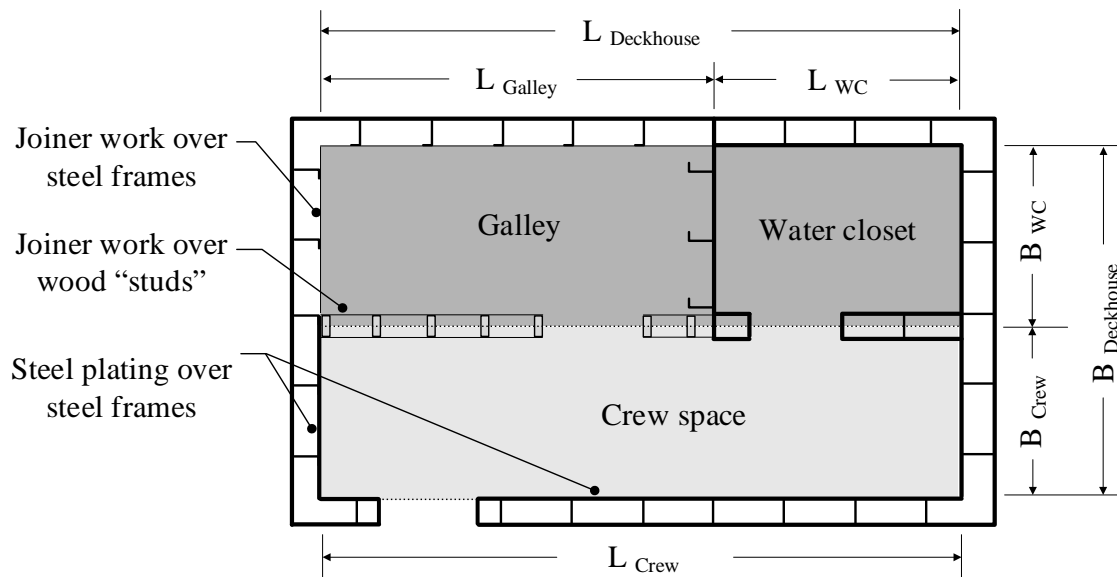 L Deckhouse
L Galley
L WC
Joiner work over
steel frames
Joiner work over
wood “studs”
Steel plating over
steel frames
Galley
Water closet
Crew space
B WC
B Crew
B Deckhouse
L Crew